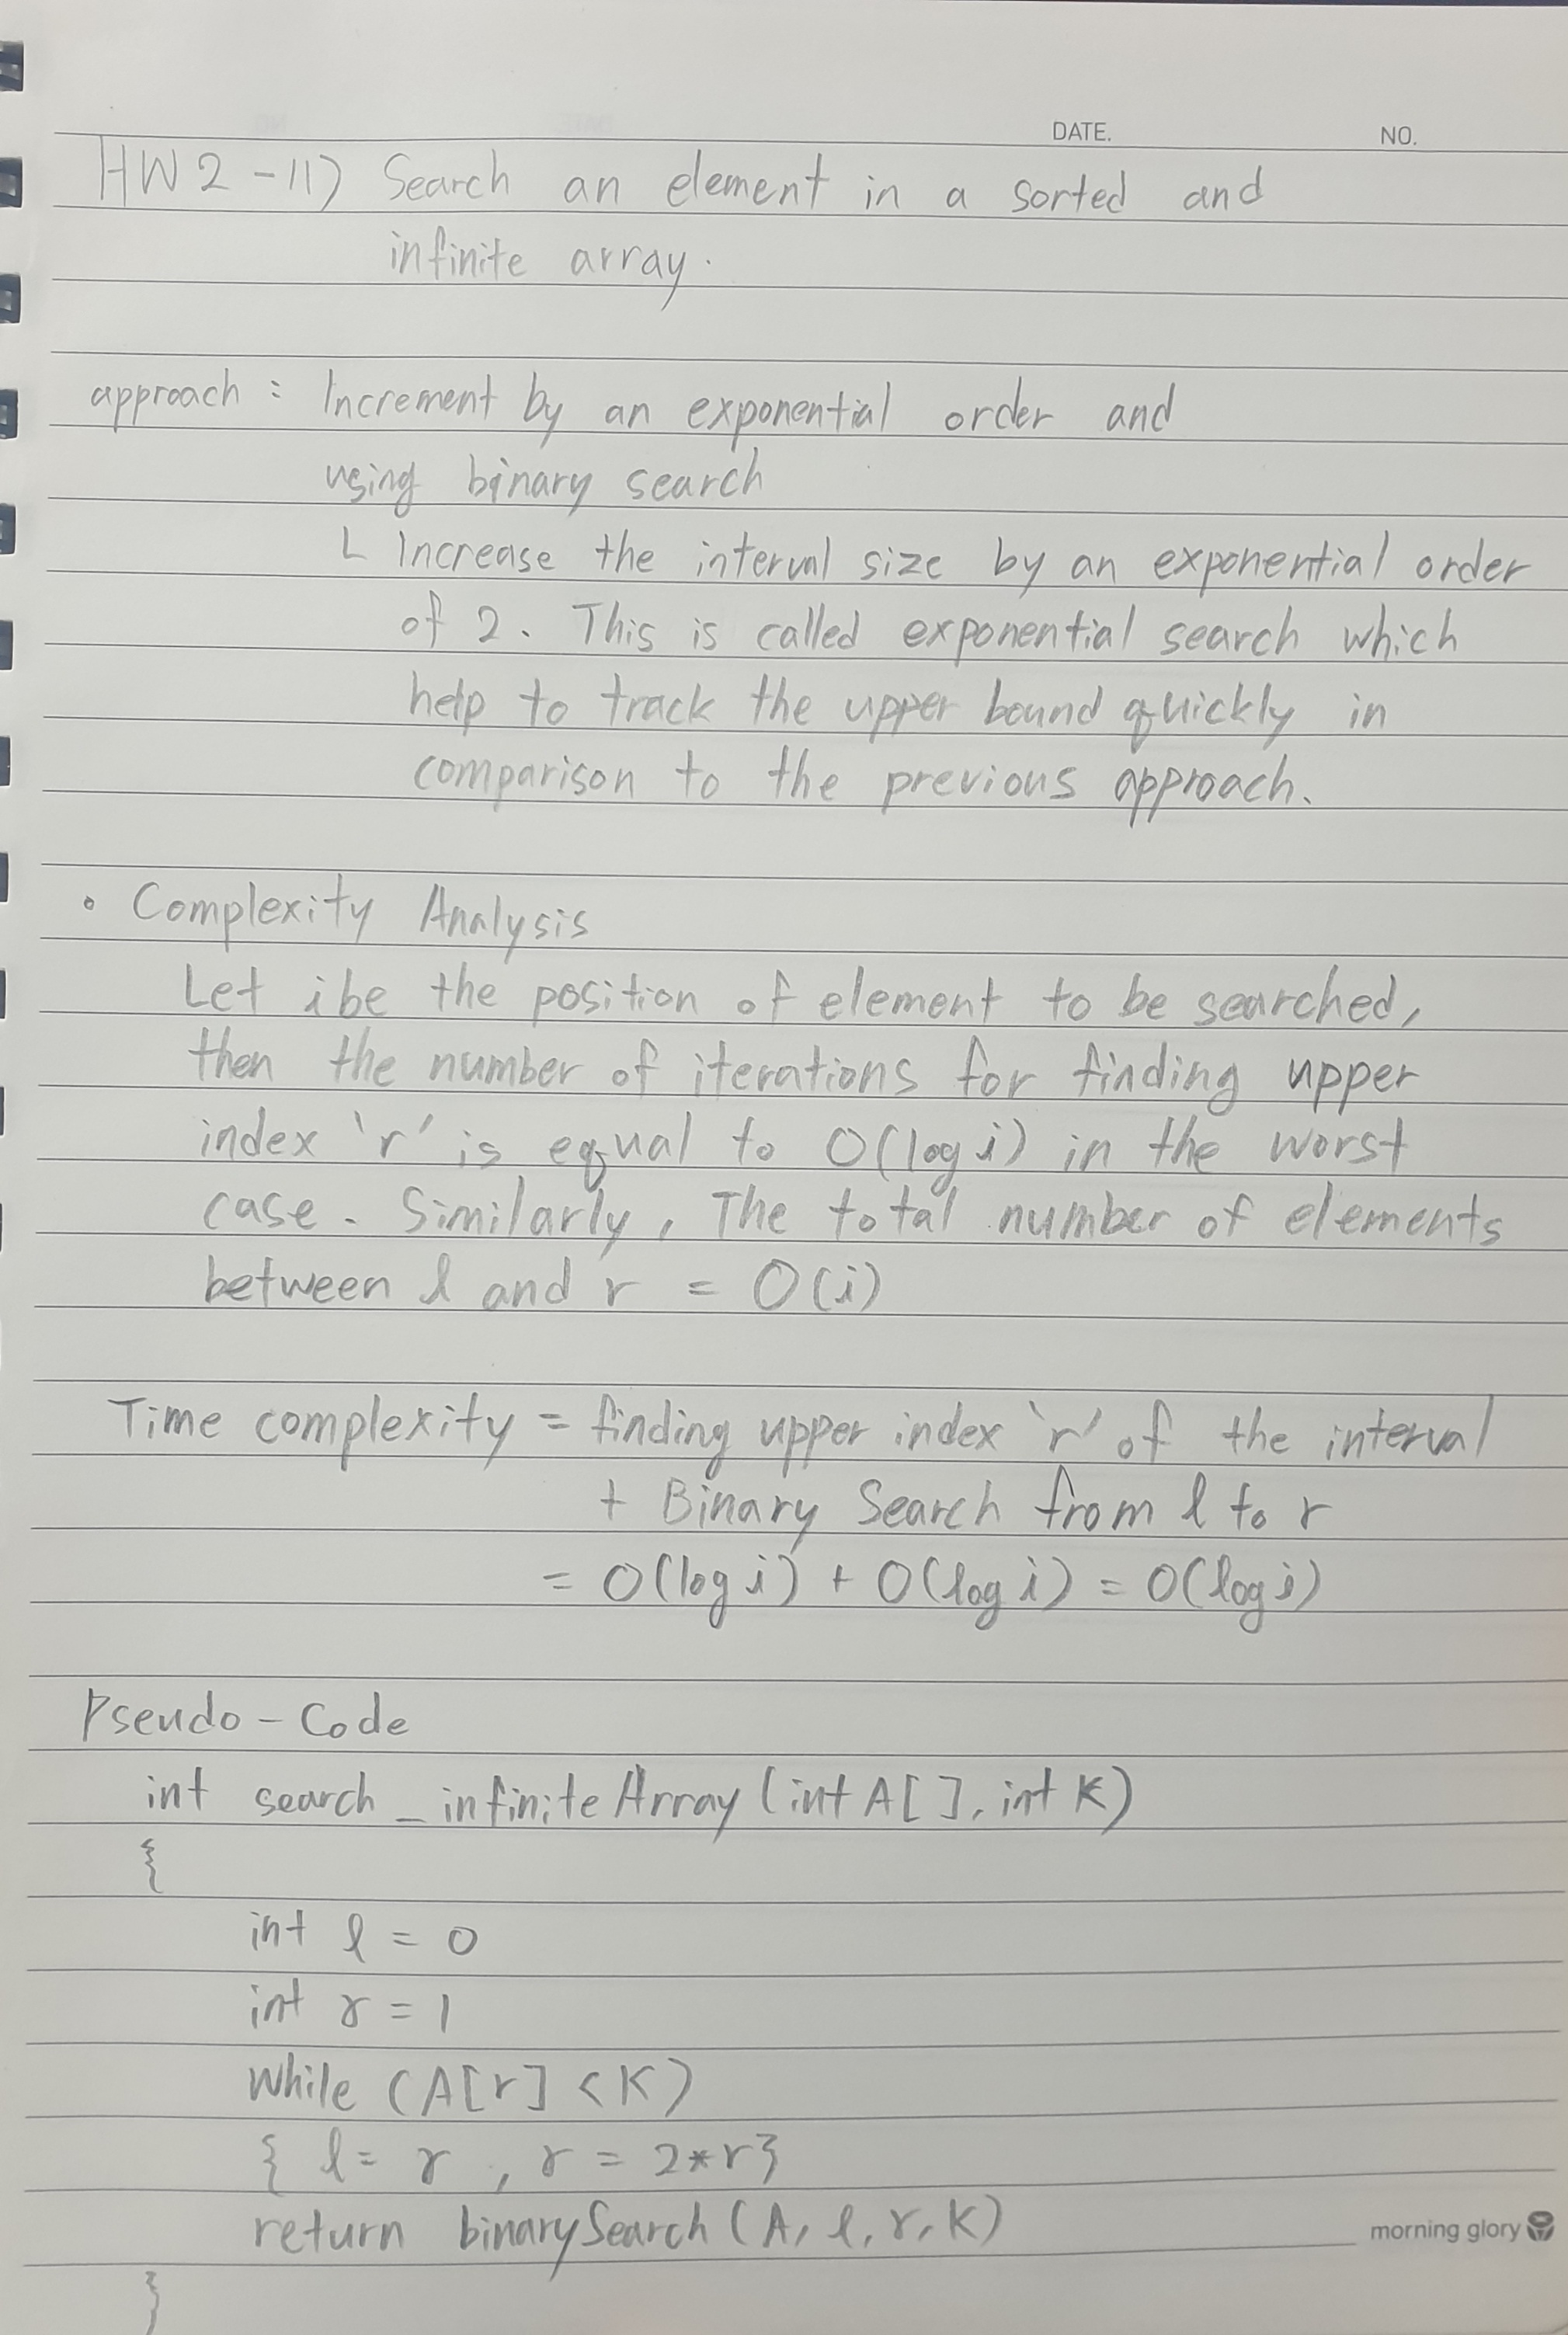 DATE. NO.
HW2-11) Search an element in a sorted and
infinite array.
approach : Increment by an exponential order and
using binary search
L Increase the interval size by an exponential order
of 2. This is called exponential search which
help to track the upper bound quickly in
comparison to the previous approach.
• Complexity Analysis
Let i be the position of element to be searched,
then the number of iterations for finding upper
index 'r' is equal to O(log i) in the worst
case. Similarly, The total number of elements
between l and r = O(i)
Time complexity = finding upper index 'r' of the interval
+ Binary Search from l to r
= O(log i) + O(log i) = O(log i)
Pseudo-Code
int search_infiniteArray (int A[], int K)
{
int l = 0
int r = 1
While (A[r] < K)
{ l = r, r = 2*r}
return binarySearch (A, l, r, K)
morning glory
}